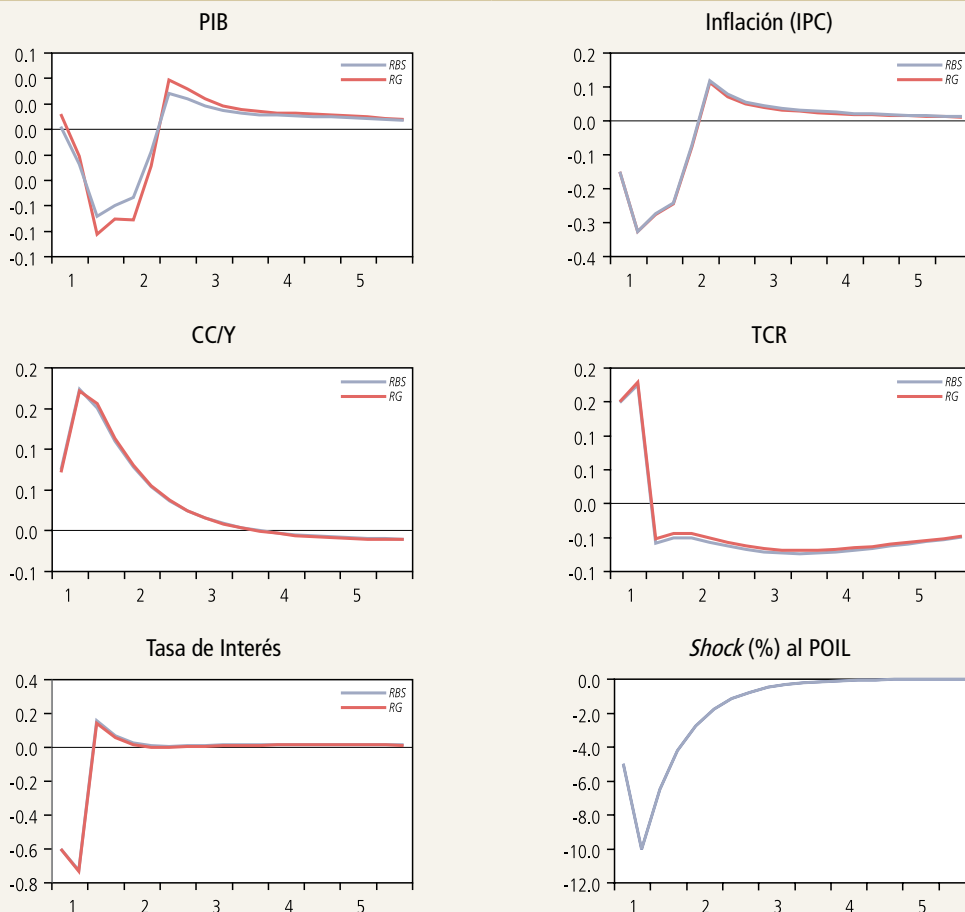 PIB
0.1
0.0
0.0
0.0
0.0
0.0
-0.1
-0.1
-0.1
RBS
RG
1 2 3 4 5
Inflación (IPC)
0.2
0.1
0.0
-0.1
-0.2
-0.3
-0.4
RBS
RG
1 2 3 4 5
CC/Y
0.2
0.2
0.1
0.1
0.0
-0.1
RBS
RG
1 2 3 4 5
TCR
0.2
0.2
0.1
0.1
0.0
-0.1
-0.1
RBS
RG
1 2 3 4 5
Tasa de Interés
0.4
0.2
0.0
-0.2
-0.4
-0.6
-0.8
RBS
RG
1 2 3 4 5
Shock (%) al POIL
0.0
-2.0
-4.0
-6.0
-8.0
-10.0
-12.0
1 2 3 4 5